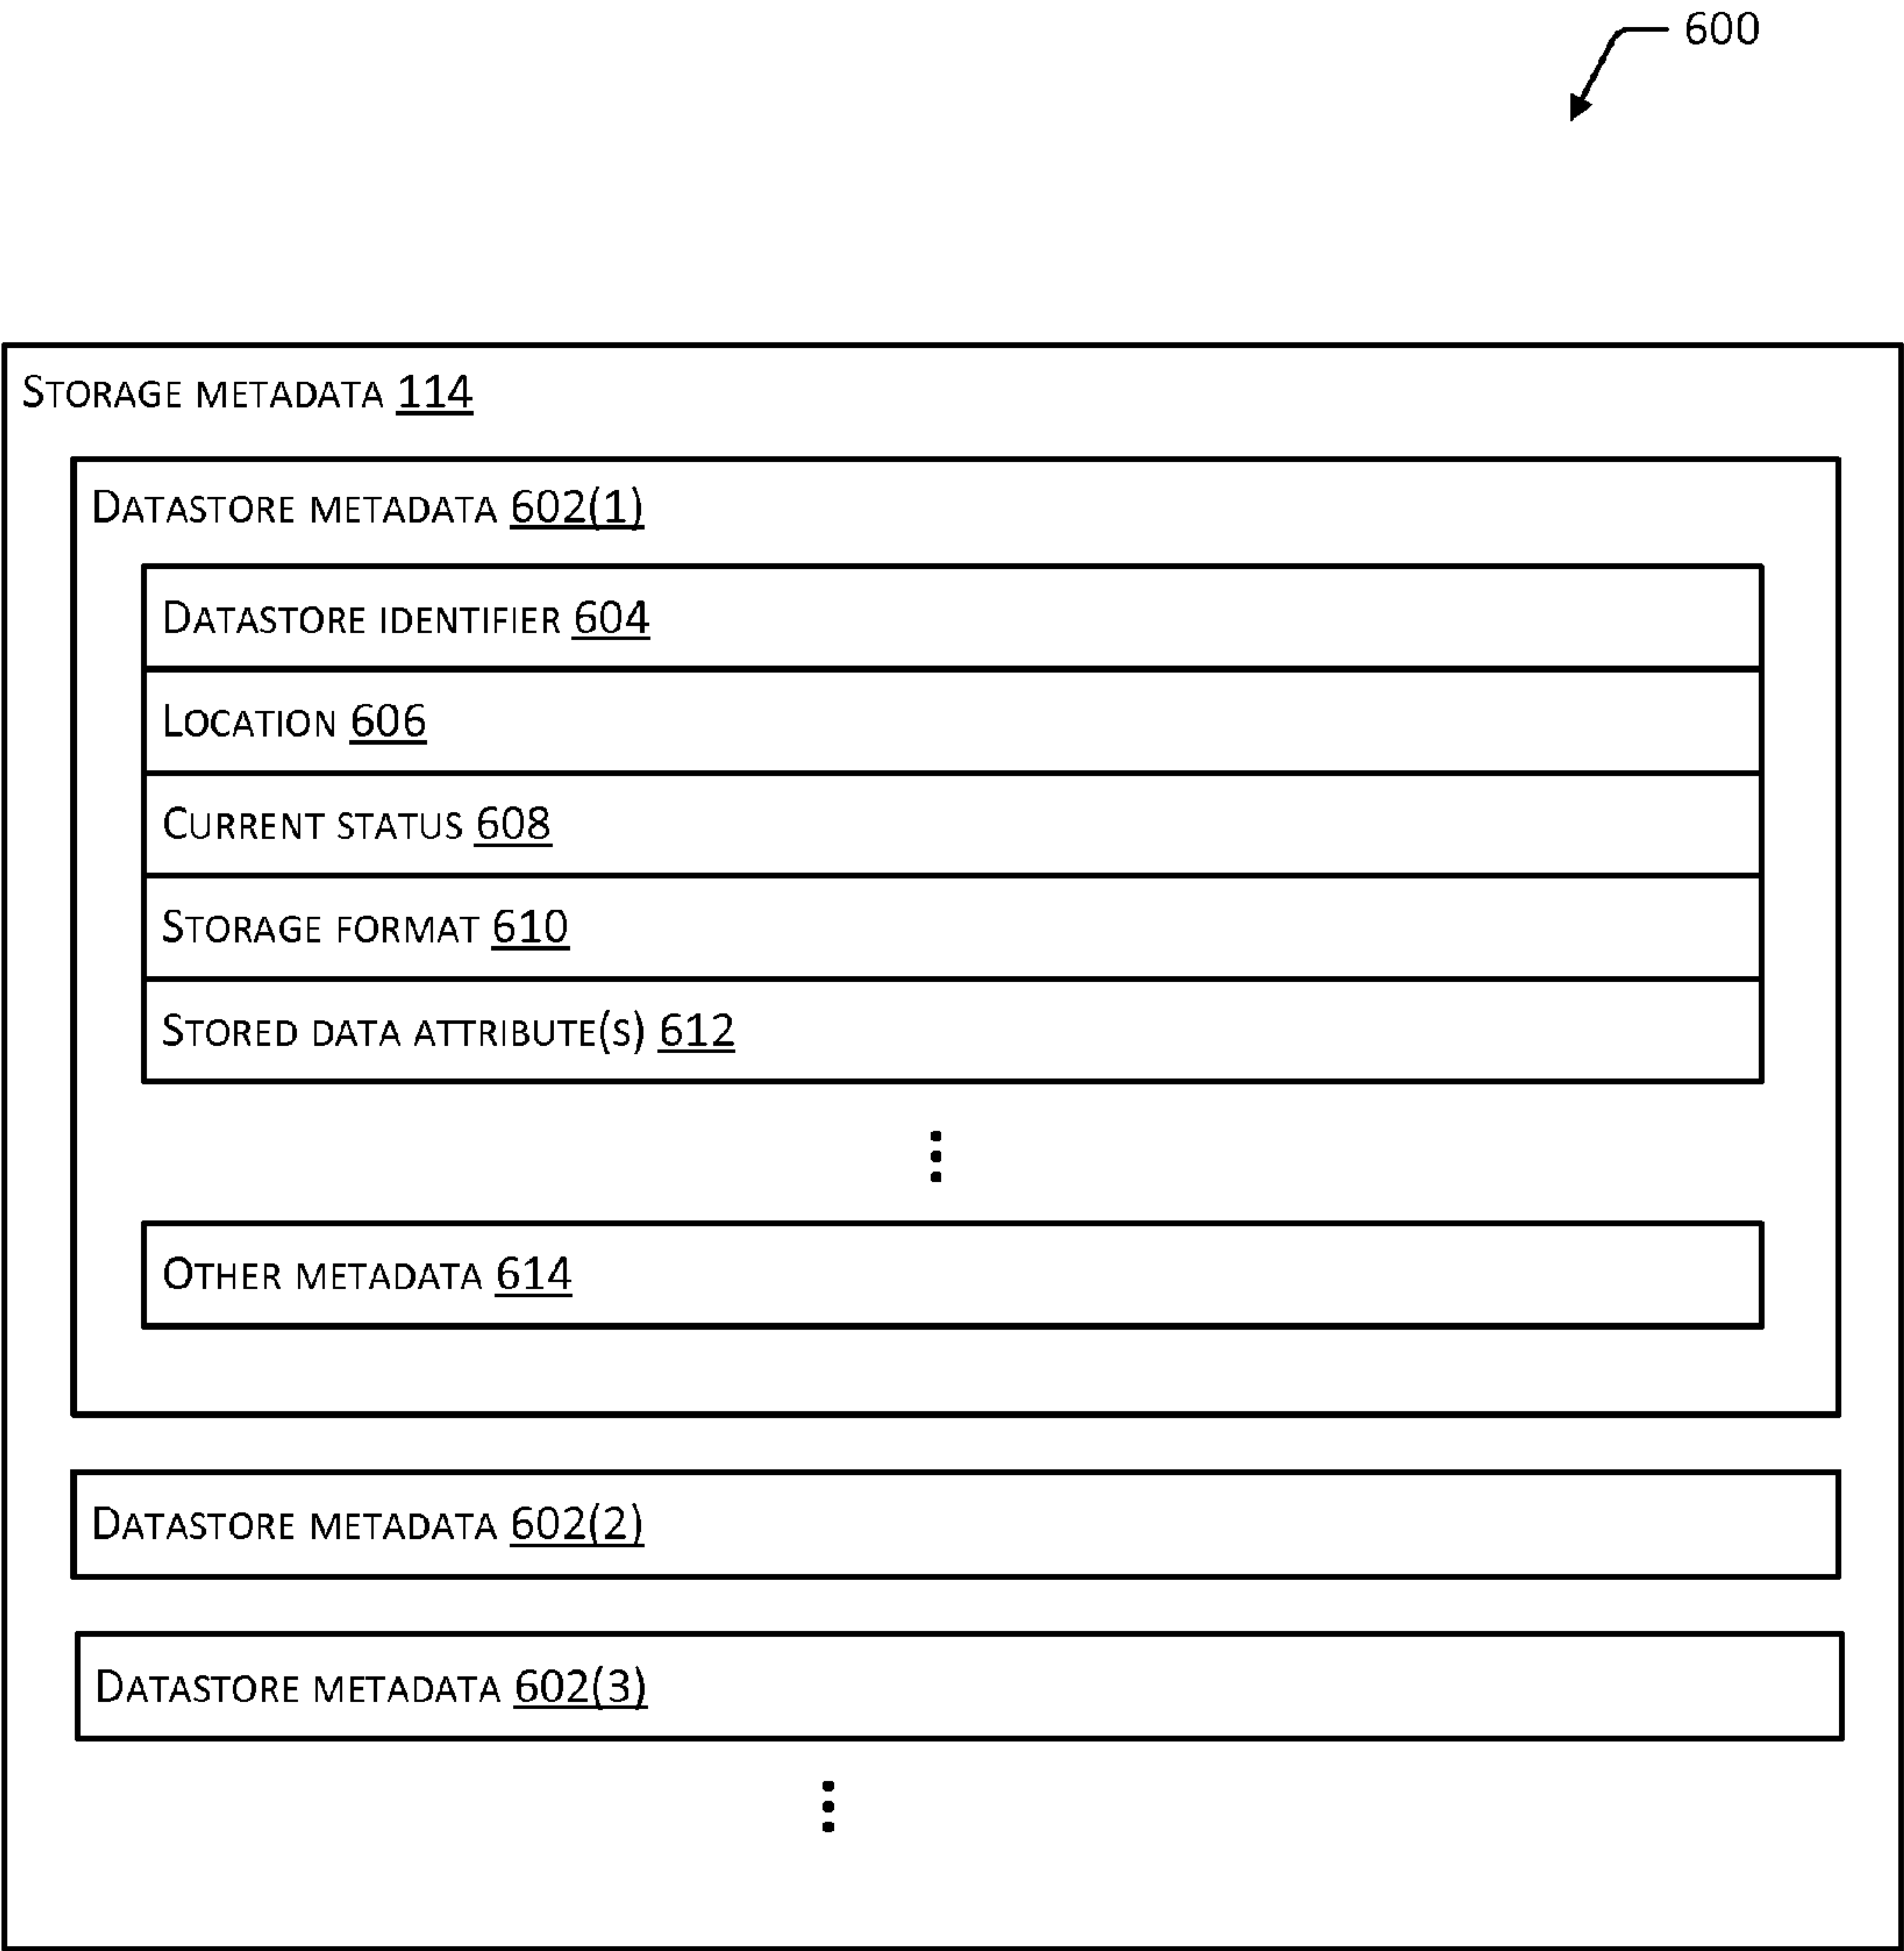 600
STORAGE METADATA 114
DATASTORE METADATA 602(1)
DATASTORE IDENTIFIER 604
LOCATION 606
CURRENT STATUS 608
STORAGE FORMAT 610
STORED DATA ATTRIBUTE(S) 612
OTHER METADATA 614
DATASTORE METADATA 602(2)
DATASTORE METADATA 602(3)